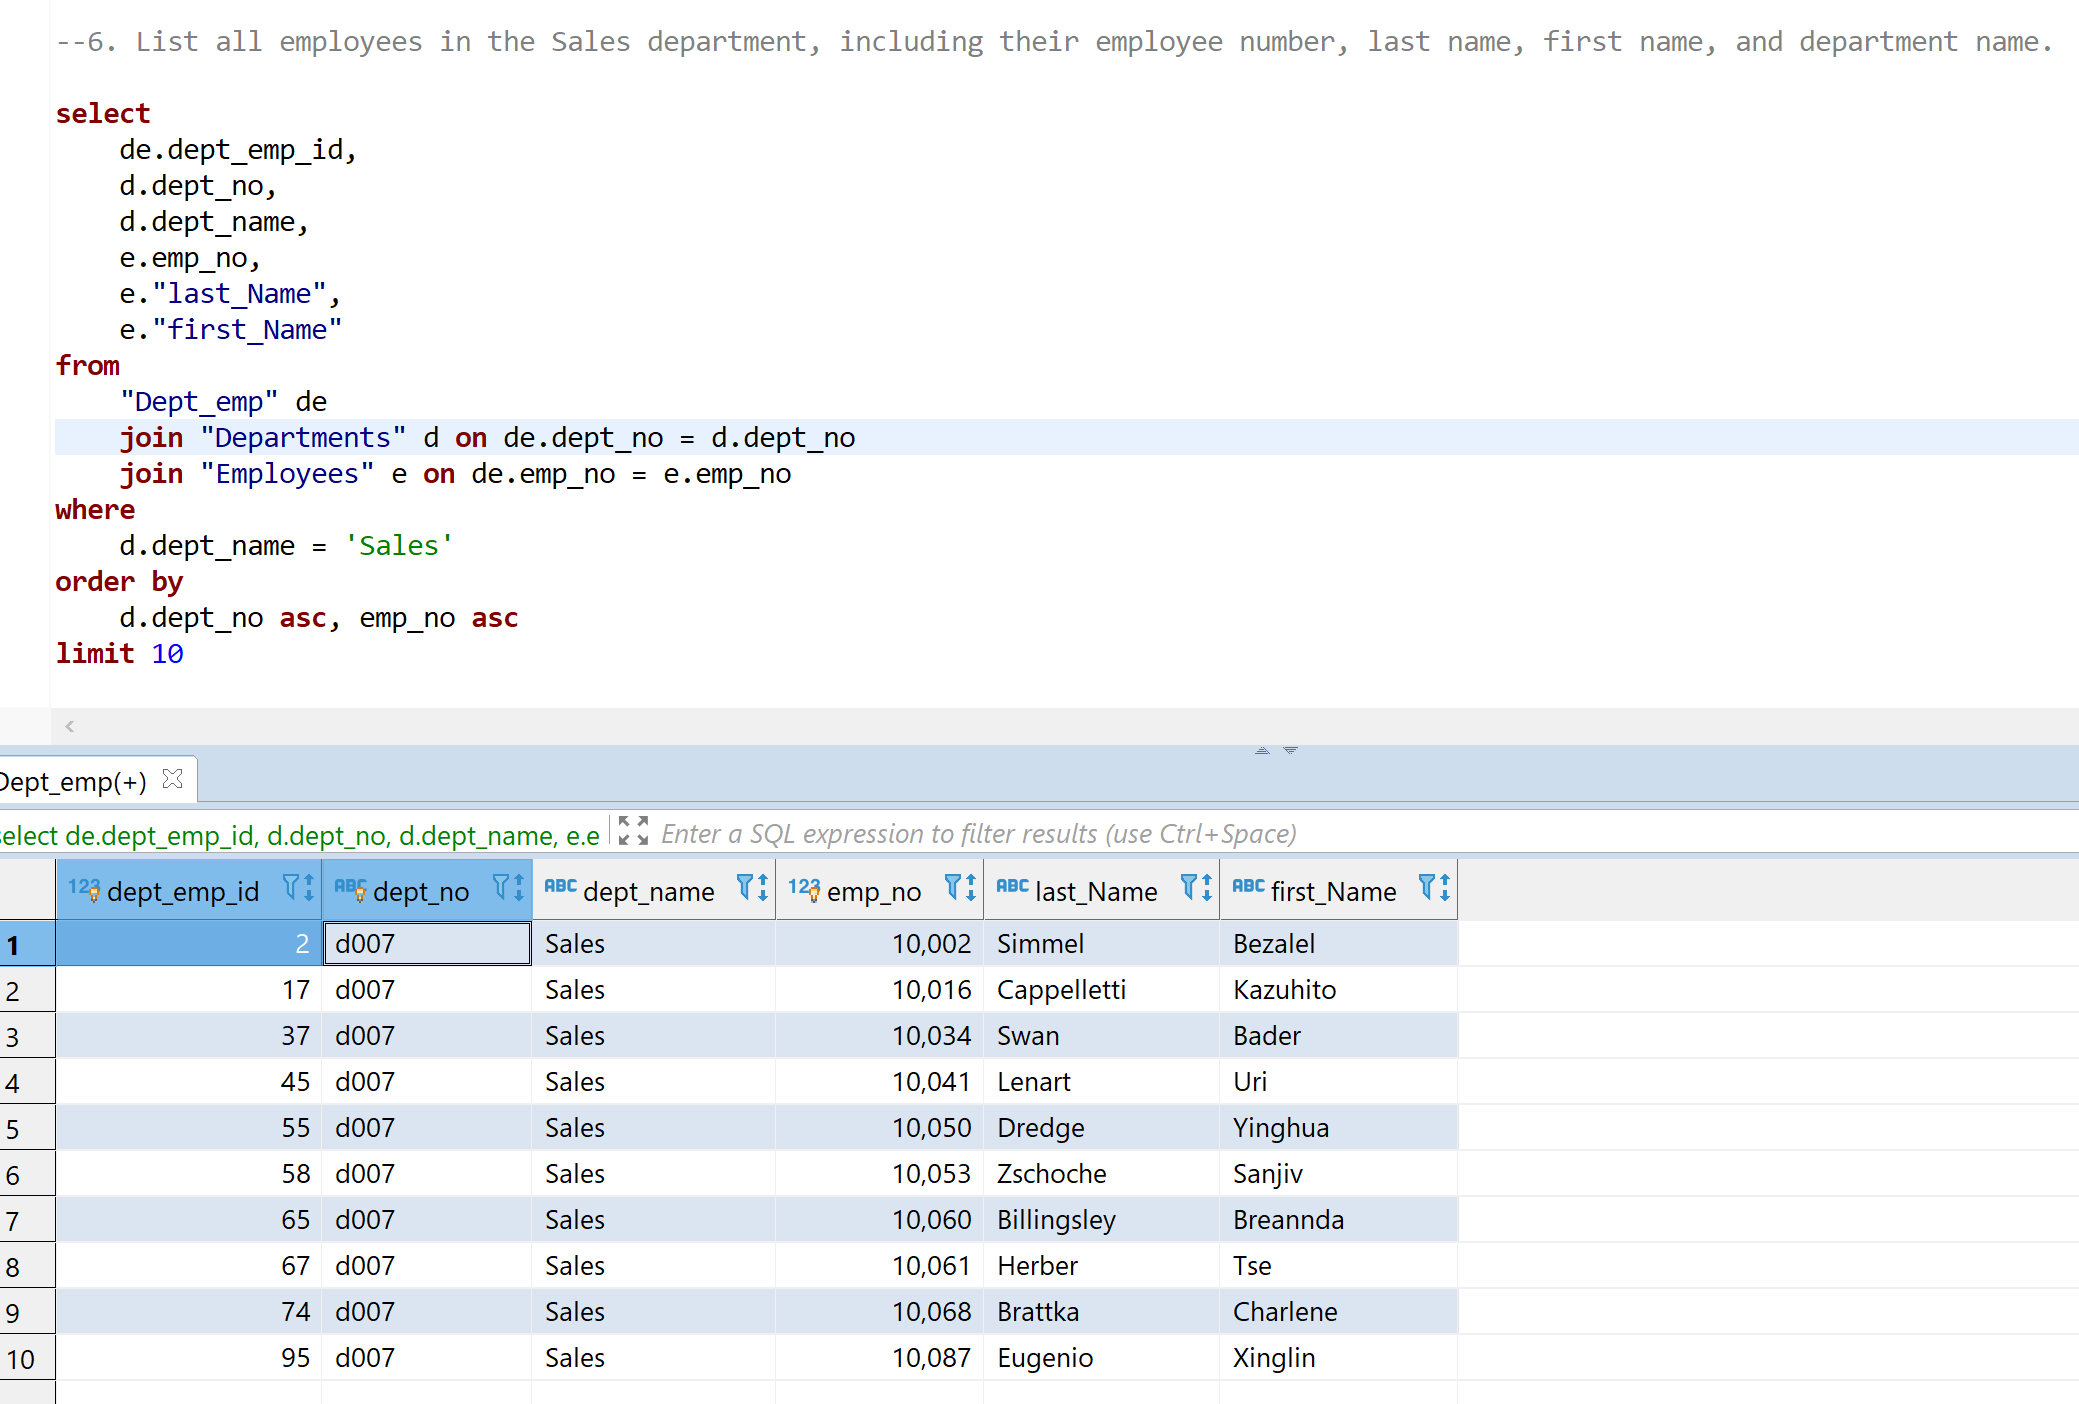 --6. List all employees in the Sales department, including their employee number, last name, first name, and department name.
select
de.dept_emp_id,
d.dept_no,
d.dept_name,
e.emp_no,
e."last_Name",
e."first_Name"
from
"Dept_emp" de
join "Departments" d on de.dept_no = d.dept_no
join "Employees" e on de.emp_no = e.emp_no
where
d.dept_name = 'Sales'
order by
d.dept_no asc, emp_no asc
limit 10
Dept_emp(+)
select de.dept_emp_id, d.dept_no, d.dept_name, e.e Enter a SQL expression to filter results (use Ctrl+Space)
123 dept_emp_id ABC dept_no ABC dept_name 123 emp_no ABC last_Name ABC first_Name
1 2 d007 Sales 10,002 Simmel Bezalel
2 17 d007 Sales 10,016 Cappelletti Kazuhito
3 37 d007 Sales 10,034 Swan Bader
4 45 d007 Sales 10,041 Lenart Uri
5 55 d007 Sales 10,050 Dredge Yinghua
6 58 d007 Sales 10,053 Zschoche Sanjiv
7 65 d007 Sales 10,060 Billingsley Breannda
8 67 d007 Sales 10,061 Herber Tse
9 74 d007 Sales 10,068 Brattka Charlene
10 95 d007 Sales 10,087 Eugenio Xinglin